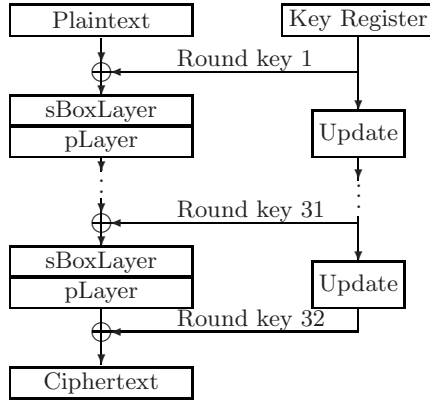 Plaintext
Key Register
Round key 1
sBoxLayer
pLayer
Update
Round key 31
sBoxLayer
pLayer
Update
Round key 32
Ciphertext